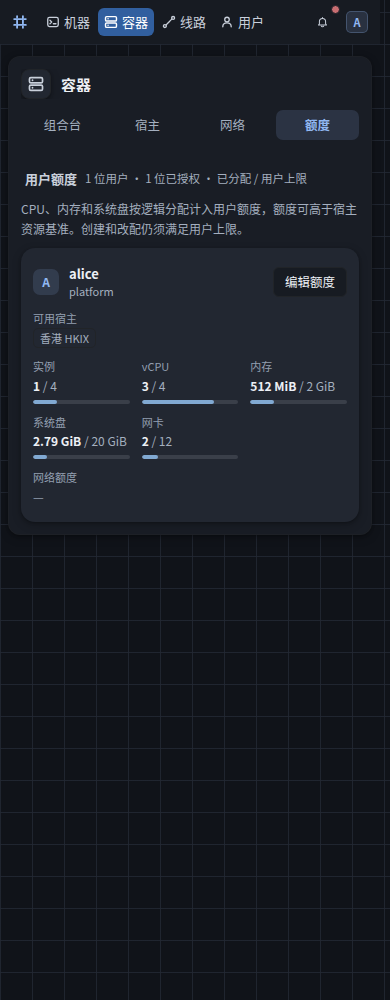 机器 容器 线路 用户 A
容器
组合台 宿主 网络 额度
用户额度 1 位用户 · 1 位已授权 · 已分配 / 用户上限
CPU、内存和系统盘按逻辑分配计入用户额度，额度可高于宿主
资源基准。创建和改配仍须满足用户上限。
A alice 编辑额度
platform
可用宿主
香港 HKIX
实例 vCPU 内存
1 / 4 3 / 4 512 MiB / 2 GiB
系统盘 网卡
2.79 GiB / 20 GiB 2 / 12
网络额度
—